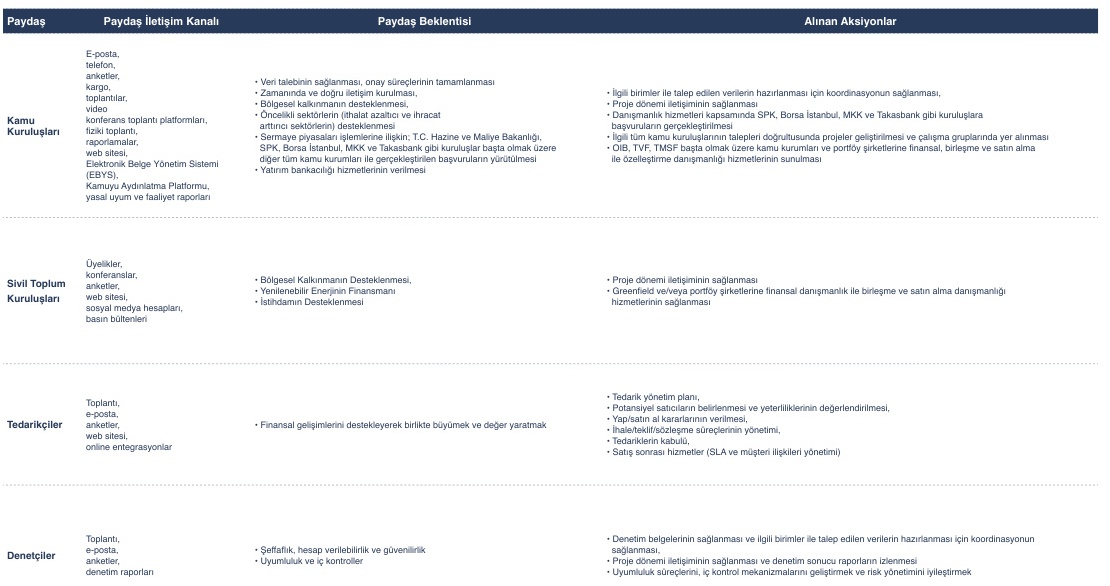 Paydaş Paydaş İletişim Kanalı Paydaş Beklentisi Alınan Aksiyonlar
Kamu
Kuruluşları
E-posta,
telefon,
anketler,
kargo,
toplantılar,
video
konferans toplantı platformları,
fiziki toplantı,
raporlamalar,
web sitesi,
Elektronik Belge Yönetim Sistemi
(EBYS),
Kamuyu Aydınlatma Platformu,
yasal uyum ve faaliyet raporları
• Veri talebinin sağlanması, onay süreçlerinin tamamlanması
• Zamanında ve doğru iletişim kurulması,
• Bölgesel kalkınmanın desteklenmesi,
• Öncelikli sektörlerin (ithalat azaltıcı ve ihracat
arttırıcı sektörlerin) desteklenmesi
• Sermaye piyasaları işlemlerine ilişkin; T.C. Hazine ve Maliye Bakanlığı,
SPK, Borsa İstanbul, MKK ve Takasbank gibi kuruluşlar başta olmak üzere
diğer tüm kamu kurumları ile gerçekleştirilen başvuruların yürütülmesi
• Yatırım bankacılığı hizmetlerinin verilmesi
• İlgili birimler ile talep edilen verilerin hazırlanması için koordinasyonun sağlanması,
• Proje dönemi iletişiminin sağlanması
• Danışmanlık hizmetleri kapsamında SPK, Borsa İstanbul, MKK ve Takasbank gibi kuruluşlara
başvuruların gerçekleştirilmesi
• İlgili tüm kamu kuruluşlarının talepleri doğrultusunda projeler geliştirilmesi ve çalışma gruplarında yer alınması
• OIB, TVF, TMSF başta olmak üzere kamu kurumları ve portföy şirketlerine finansal, birleşme ve satın alma
ile özelleştirme danışmanlığı hizmetlerinin sunulması
Sivil Toplum
Kuruluşları
Üyelikler,
konferanslar,
anketler,
web sitesi,
sosyal medya hesapları,
basın bültenleri
• Bölgesel Kalkınmanın Desteklenmesi,
• Yenilenebilir Enerjinin Finansmanı
• İstihdamın Desteklenmesi
• Proje dönemi iletişiminin sağlanması
• Greenfield ve/veya portföy şirketlerine finansal danışmanlık ile birleşme ve satın alma danışmanlığı
hizmetlerinin sağlanması
Tedarikçiler
Toplantı,
e-posta,
anketler,
web sitesi,
online entegrasyonlar
• Finansal gelişimlerini destekleyerek birlikte büyümek ve değer yaratmak
• Tedarik yönetim planı,
• Potansiyel satıcıların belirlenmesi ve yeterliliklerinin değerlendirilmesi,
• Yap/satın al kararlarının verilmesi,
• İhale/teklif/sözleşme süreçlerinin yönetimi,
• Tedariklerin kabulü,
• Satış sonrası hizmetler (SLA ve müşteri ilişkileri yönetimi)
Denetçiler
Toplantı,
e-posta,
anketler,
denetim raporları
• Şeffaflık, hesap verilebilirlik ve güvenilirlik
• Uyumluluk ve iç kontroller
• Denetim belgelerinin sağlanması ve ilgili birimler ile talep edilen verilerin hazırlanması için koordinasyonun
sağlanması,
• Proje dönemi iletişiminin sağlanması ve denetim sonucu raporların izlenmesi
• Uyumluluk süreçlerini, iç kontrol mekanizmalarını geliştirmek ve risk yönetimini iyileştirmek